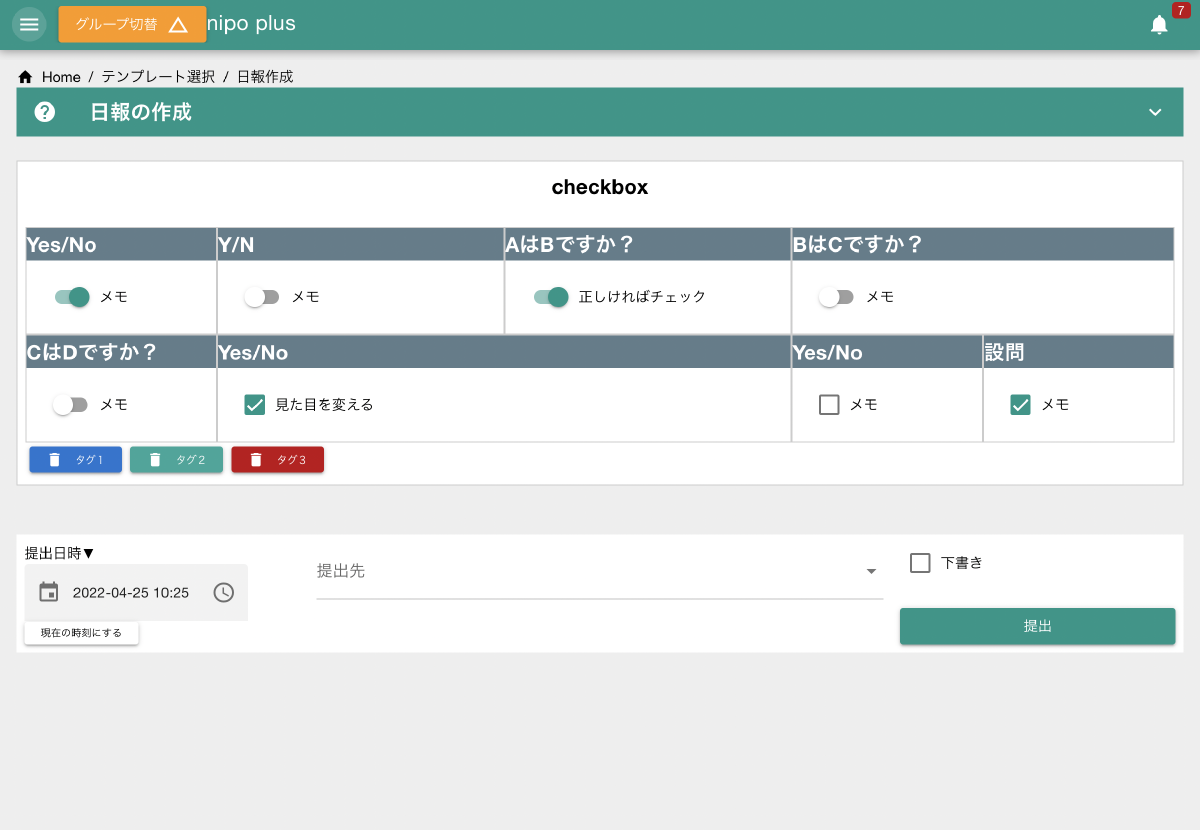 グループ切替 nipo plus 7
Home / テンプレート選択 / 日報作成
日報の作成
checkbox
Yes/No Y/N AはBですか？ BはCですか？
メモ メモ 正しければチェック メモ
CはDですか？ Yes/No Yes/No 設問
メモ 見た目を変える メモ メモ
タグ1 タグ2 タグ3
提出日時▼
提出先 下書き
2022-04-25 10:25
現在の時刻にする 提出